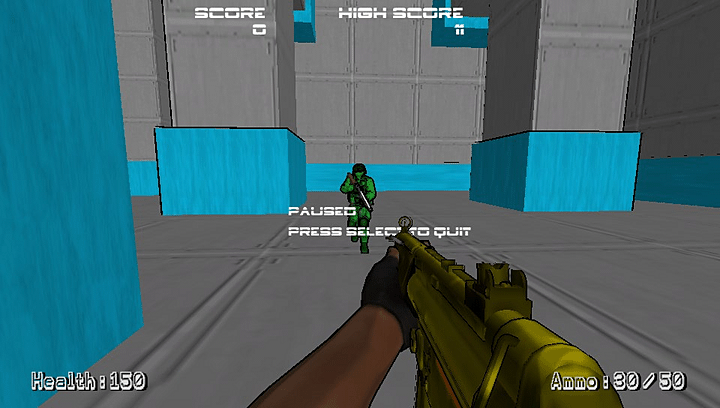 SCORE
0
HIGH SCORE
11
PAUSED
PRESS SELECT TO QUIT
Health:150
Ammo:30/50